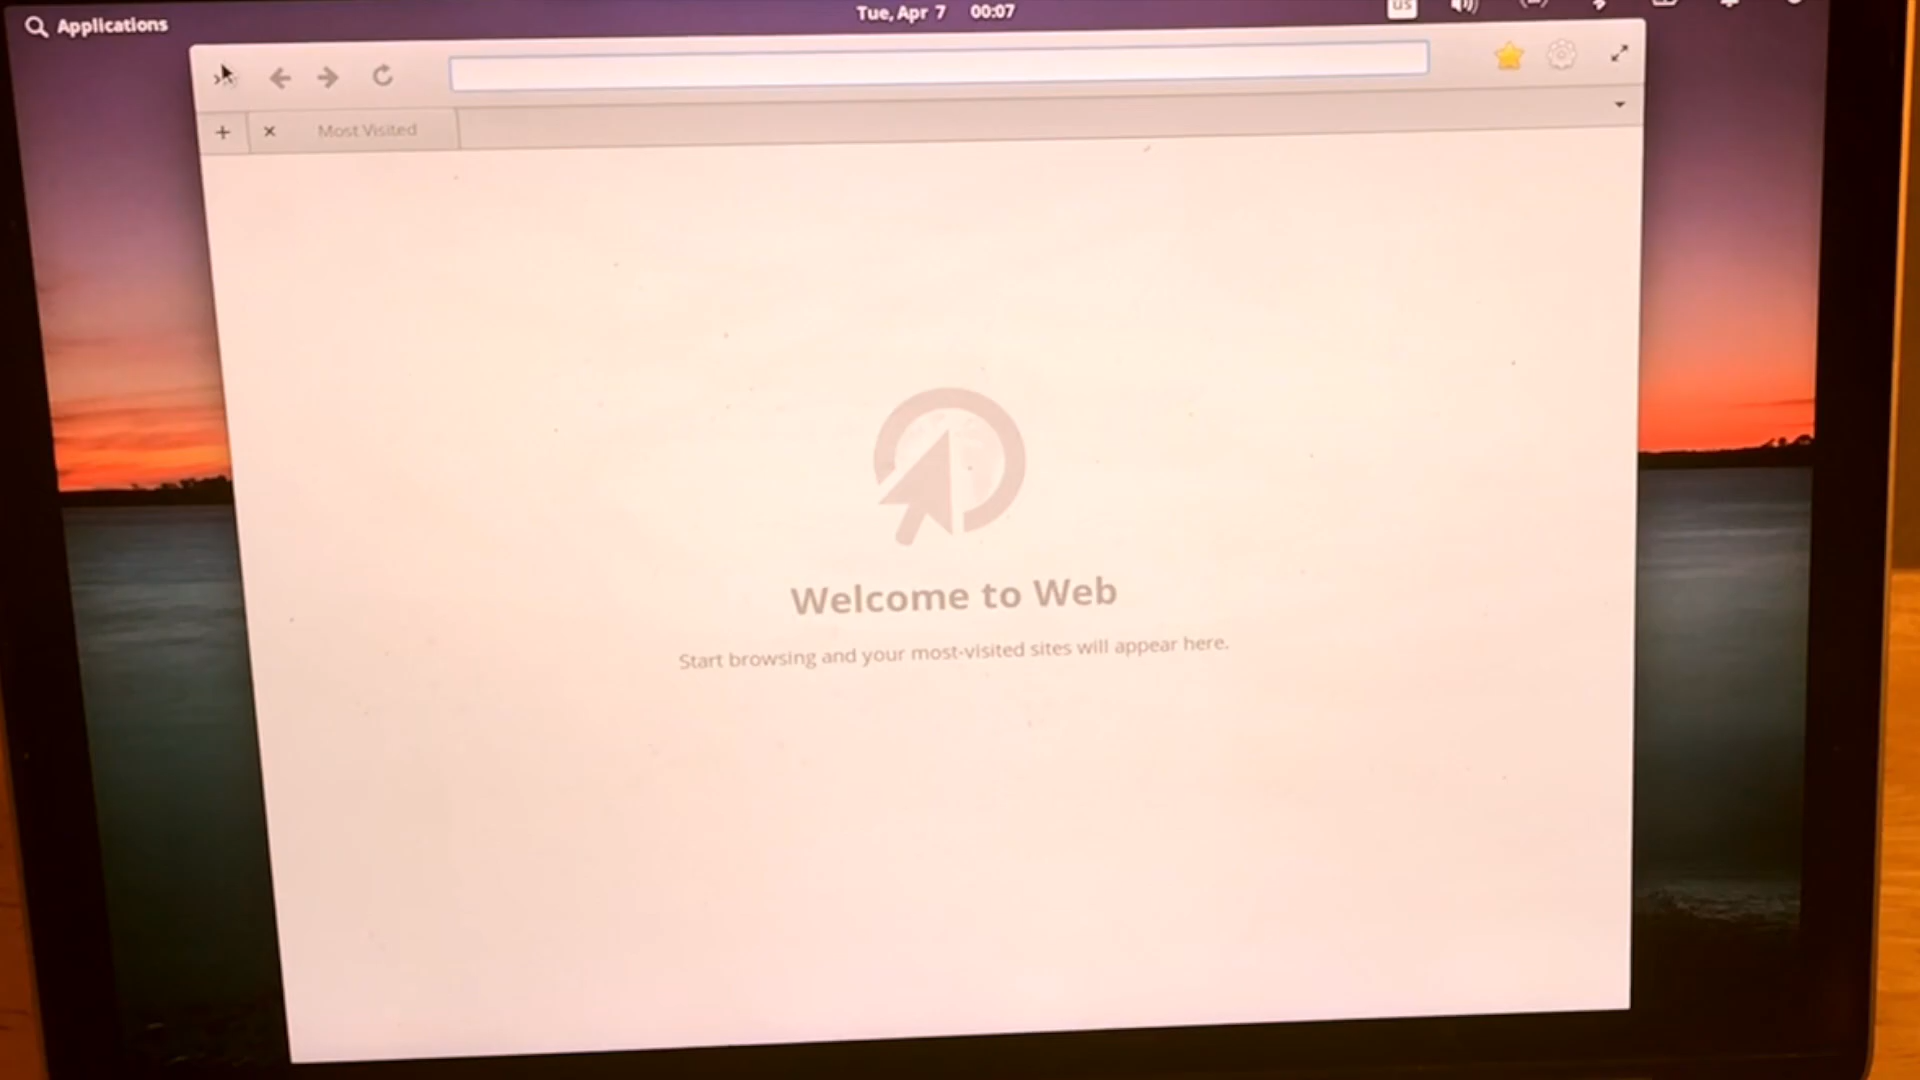 Applications
Tue, Apr 7 00:07
us
Most Visited
Welcome to Web
Start browsing and your most-visited sites will appear here.